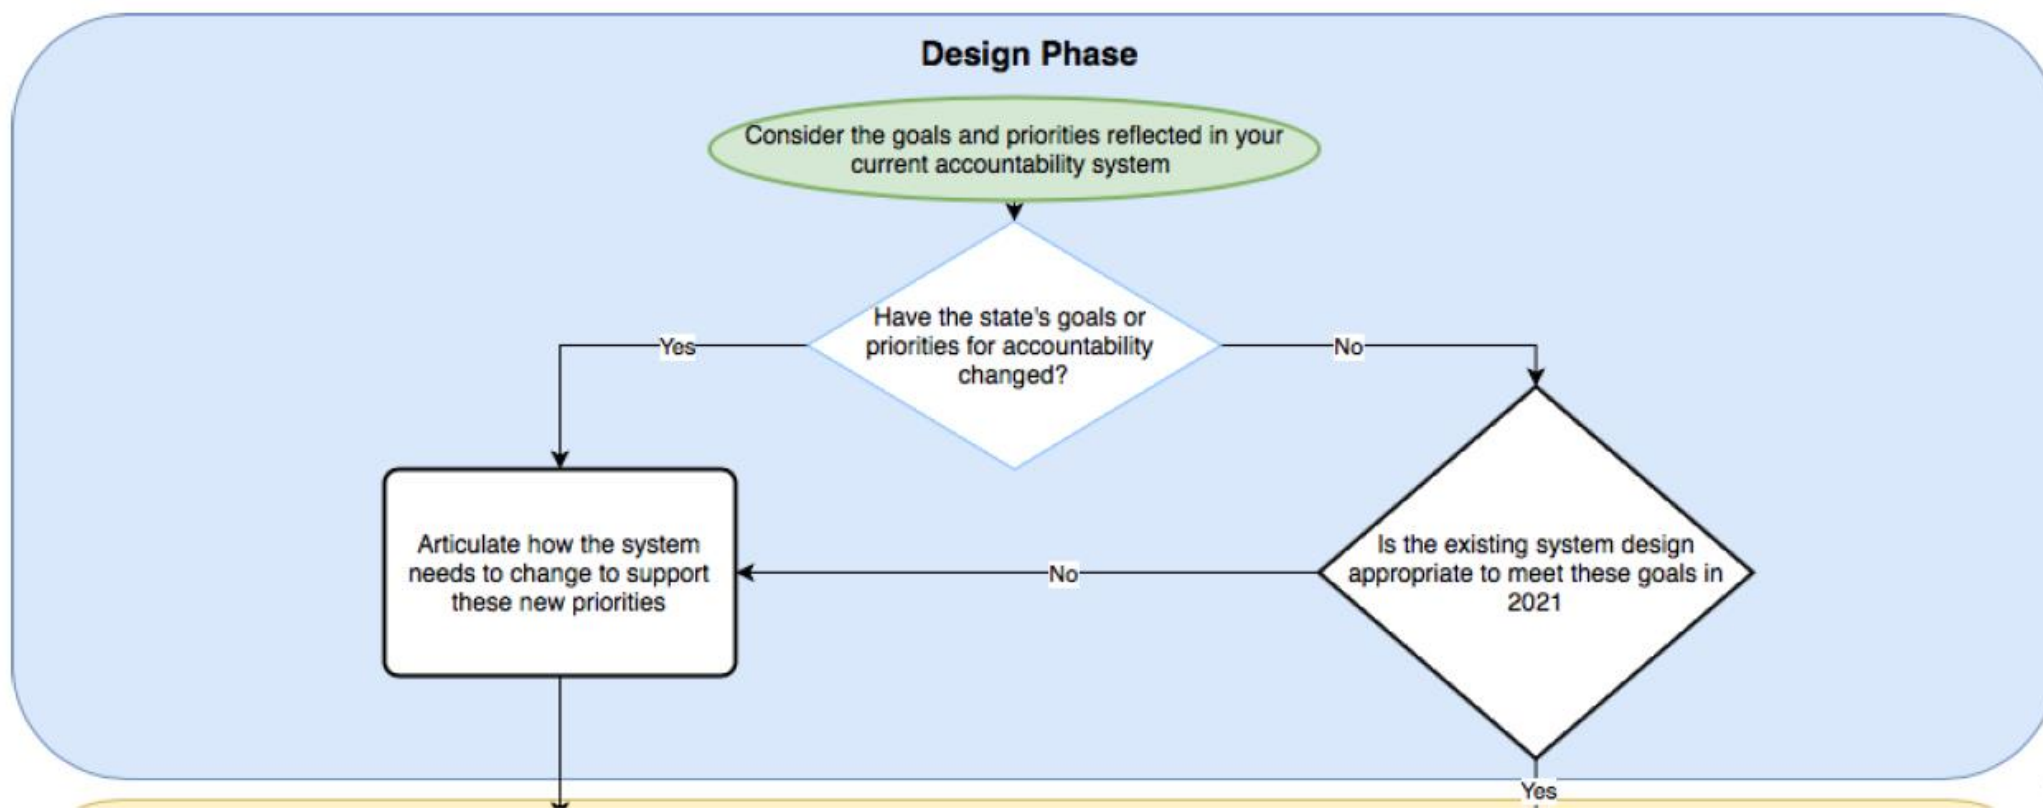 Design Phase
Consider the goals and priorities reflected in your
current accountability system
Have the state's goals or
priorities for accountability
changed?
Yes
No
Articulate how the system
needs to change to support
these new priorities
No
Is the existing system design
appropriate to meet these goals in
2021
Yes